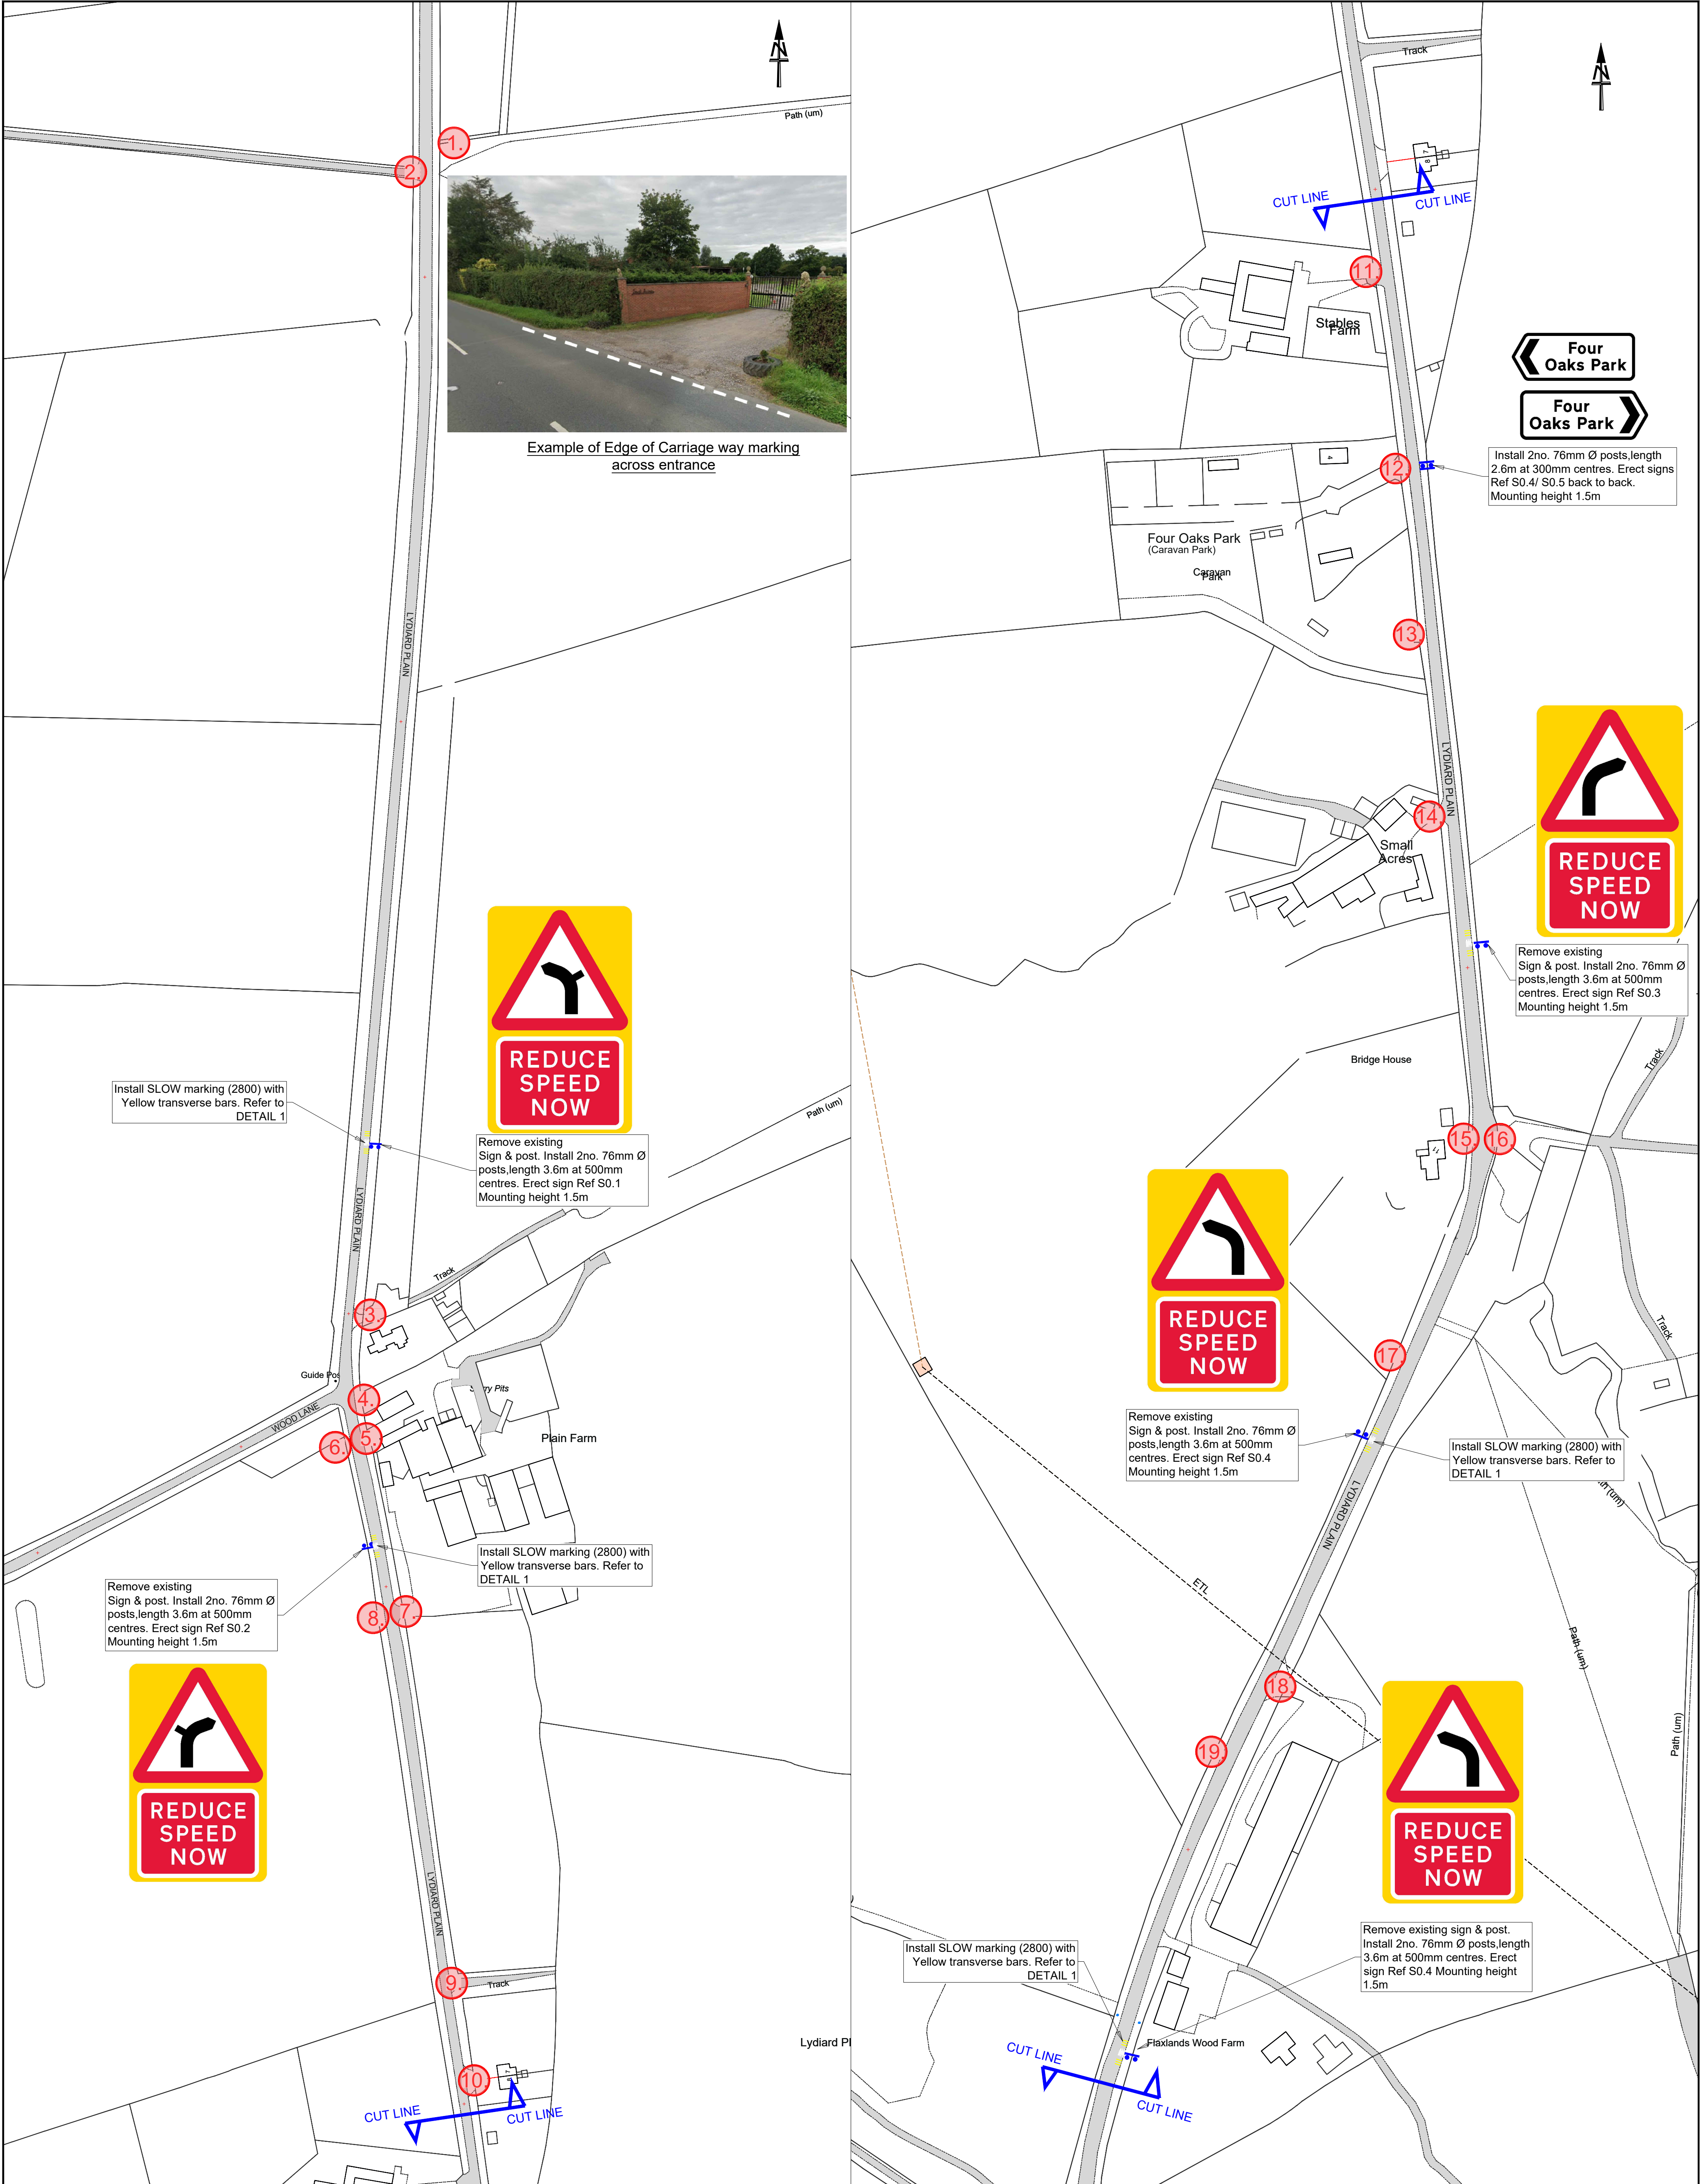 Path (um)
1.
2.
Example of Edge of Carriage way marking
across entrance
LYDIARD PLAIN
REDUCE
SPEED
NOW
Install SLOW marking (2800) with
Yellow transverse bars. Refer to
DETAIL 1
Remove existing
Sign & post. Install 2no. 76mm Ø
posts,length 3.6m at 500mm
centres. Erect sign Ref S0.1
Mounting height 1.5m
Path (um)
LYDIARD PLAIN
Track
3.
Guide Pos
4.
WOOD LANE
5.
6.
Plain Farm
Pits
Install SLOW marking (2800) with
Yellow transverse bars. Refer to
DETAIL 1
Remove existing
Sign & post. Install 2no. 76mm Ø
posts,length 3.6m at 500mm
centres. Erect sign Ref S0.2
Mounting height 1.5m
7.
8.
REDUCE
SPEED
NOW
LYDIARD PLAIN
9.
Track
Lydiard Pl
10.
CUT LINE
CUT LINE
N
Track
N
7
8
CUT LINE
CUT LINE
11.
Stables
Farm
Four
Oaks Park
Four
Oaks Park
Install 2no. 76mm Ø posts,length
2.6m at 300mm centres. Erect signs
Ref S0.4/ S0.5 back to back.
Mounting height 1.5m
12.
4
Four Oaks Park
(Caravan Park)
Caravan
Park
13.
LYDIARD PLAIN
14.
Small
Acres
REDUCE
SPEED
NOW
Remove existing
Sign & post. Install 2no. 76mm Ø
posts,length 3.6m at 500mm
centres. Erect sign Ref S0.3
Mounting height 1.5m
Bridge House
Track
15.
16.
11
REDUCE
SPEED
NOW
17.
Track
Remove existing
Sign & post. Install 2no. 76mm Ø
posts,length 3.6m at 500mm
centres. Erect sign Ref S0.4
Mounting height 1.5m
Install SLOW marking (2800) with
Yellow transverse bars. Refer to
DETAIL 1
(um)
LYDIARD PLAIN
ETL
Path (um)
18.
Path (um)
19.
REDUCE
SPEED
NOW
Remove existing sign & post.
Install 2no. 76mm Ø posts,length
3.6m at 500mm centres. Erect
sign Ref S0.4 Mounting height
1.5m
Install SLOW marking (2800) with
Yellow transverse bars. Refer to
DETAIL 1
Flaxlands Wood Farm
CUT LINE
CUT LINE